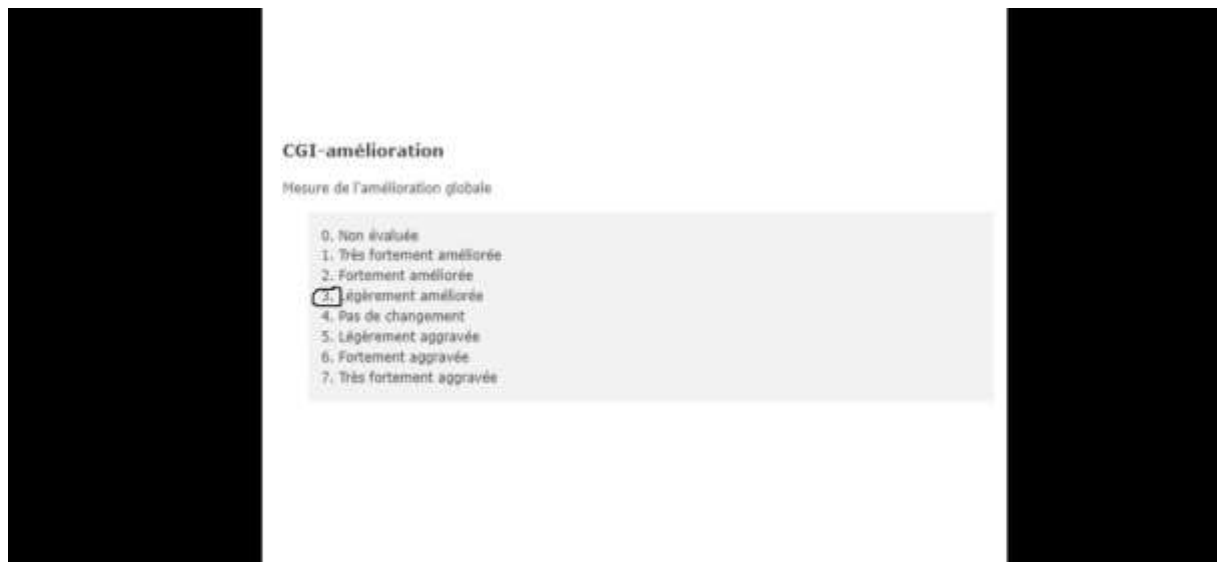 CGI-amélioration
Mesure de l'amélioration globale
0. Non évaluée
1. Très fortement améliorée
2. Fortement améliorée
3. Légèrement améliorée
4. Pas de changement
5. Légèrement aggravée
6. Fortement aggravée
7. Très fortement aggravée